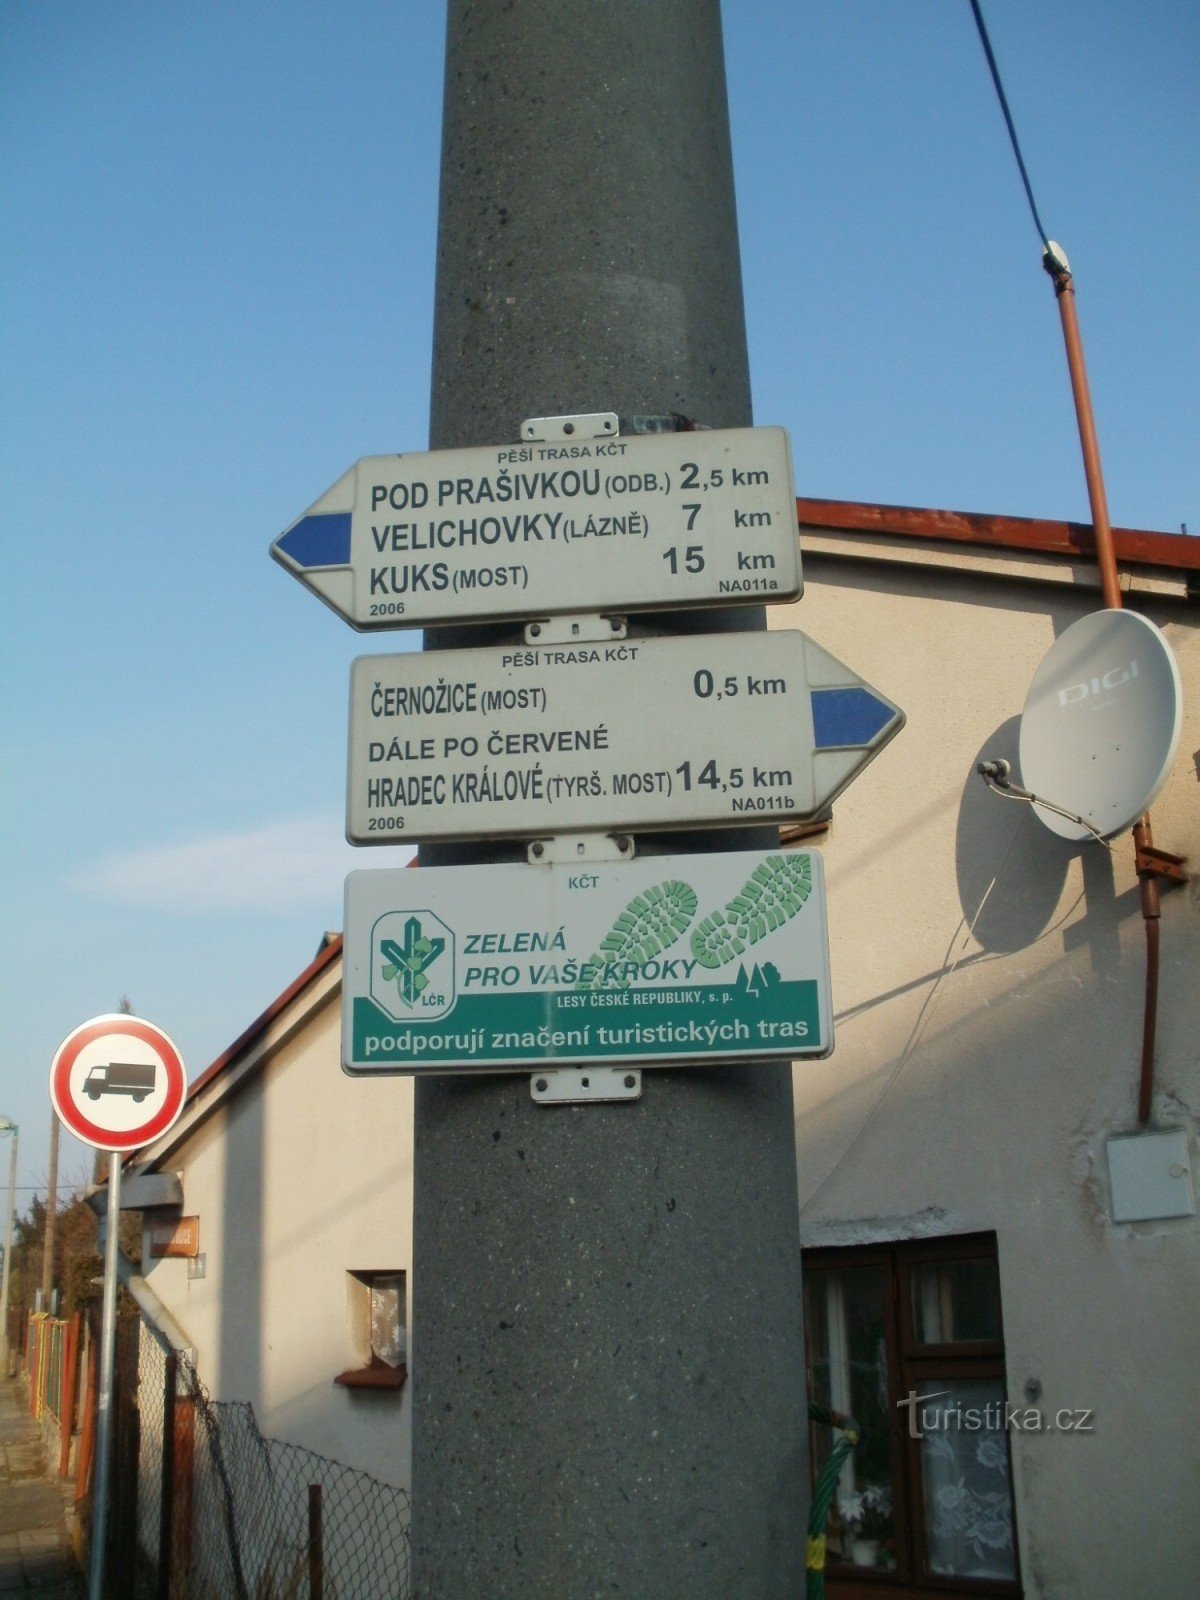 PĚŠÍ TRASA KČT
POD PRAŠIVKOU (ODB.) 2,5 km
VELICHOVKY (LÁZNĚ) 7 km
KUKS (MOST) 15 km
2006 NA011a
PĚŠÍ TRASA KČT
ČERNOŽICE (MOST) 0,5 km
DÁLE PO ČERVENÉ
HRADEC KRÁLOVÉ (TYRŠ. MOST) 14,5 km
2006 NA011b
KČT
ZELENÁ
PRO VAŠE KROKY
LČR
LESY ČESKÉ REPUBLIKY, s. p.
podporují značení turistických tras
DIGI
Turistika.cz